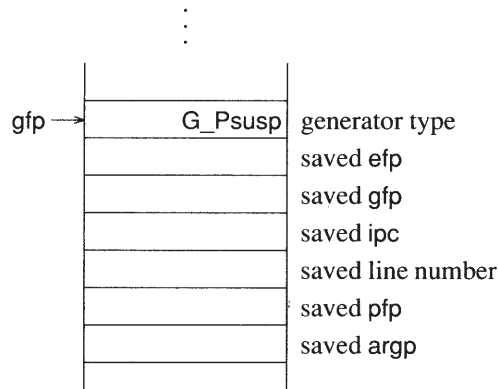 gfp G_Psusp generator type
saved efp
saved gfp
saved ipc
saved line number
saved pfp
saved argp